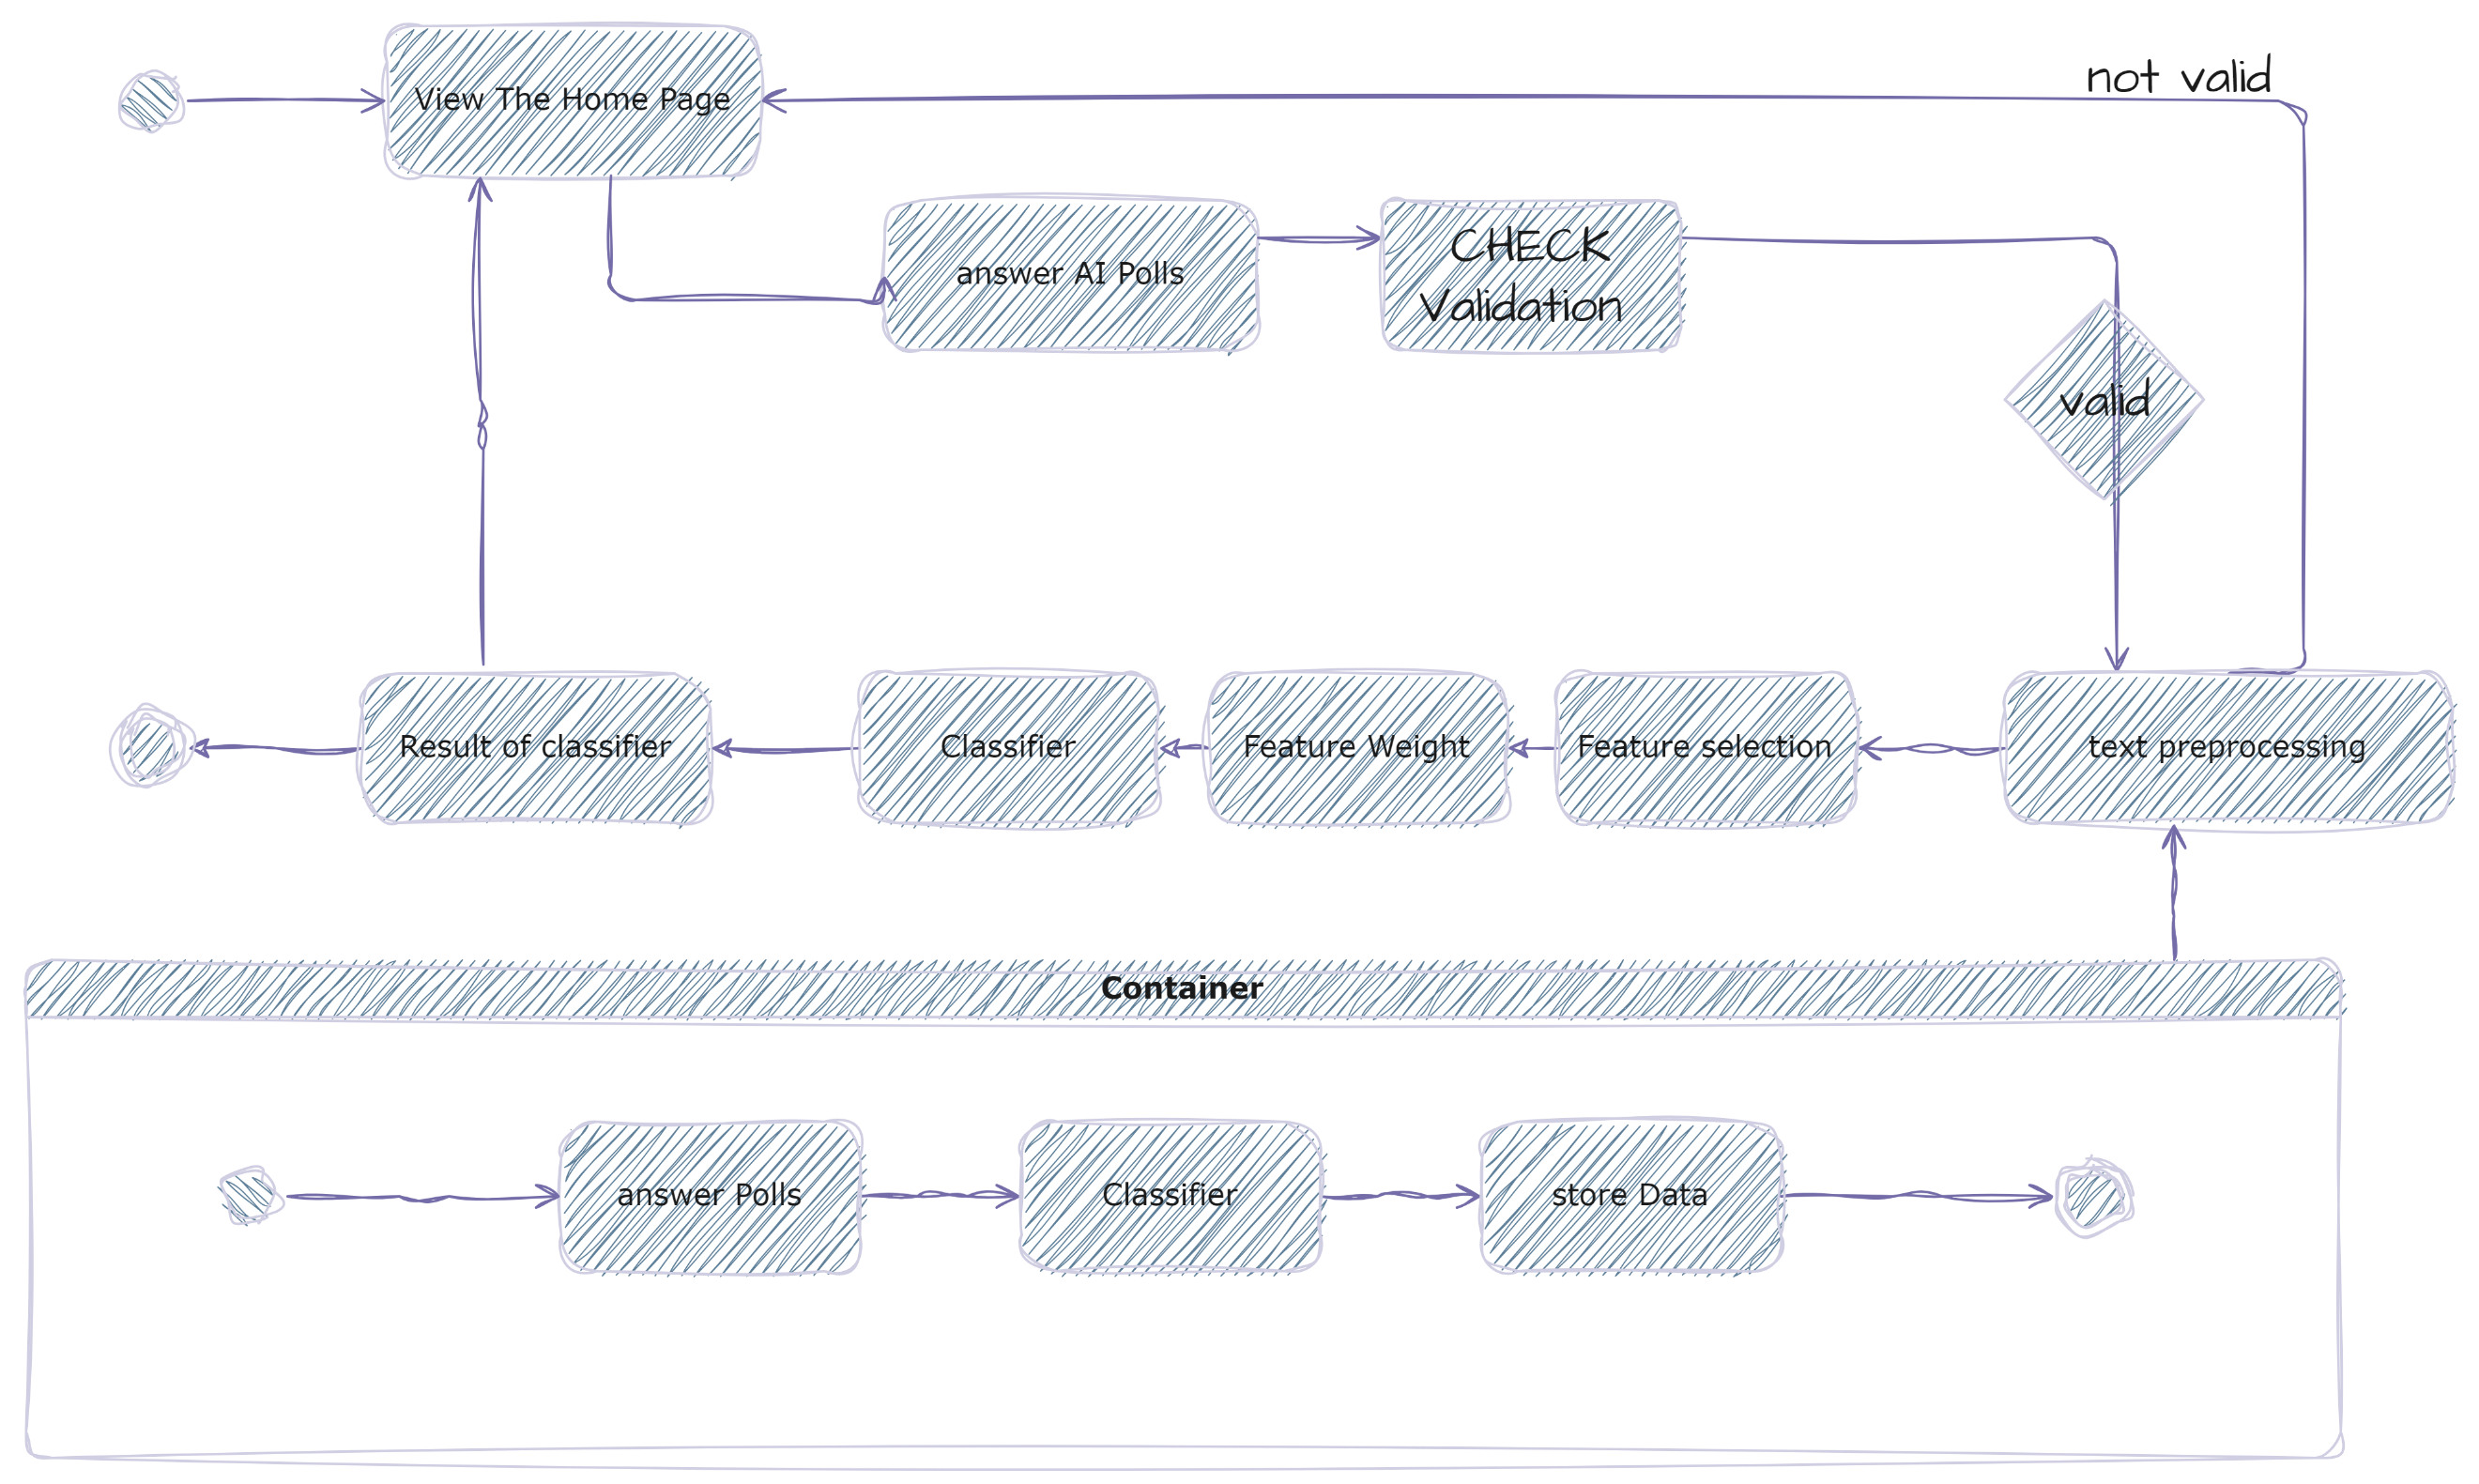 not valid
View The Home Page
answer AI Polls
CHECK
Validation
valid
Result of classifier
Classifier
Feature Weight
Feature selection
text preprocessing
Container
answer Polls
Classifier
store Data